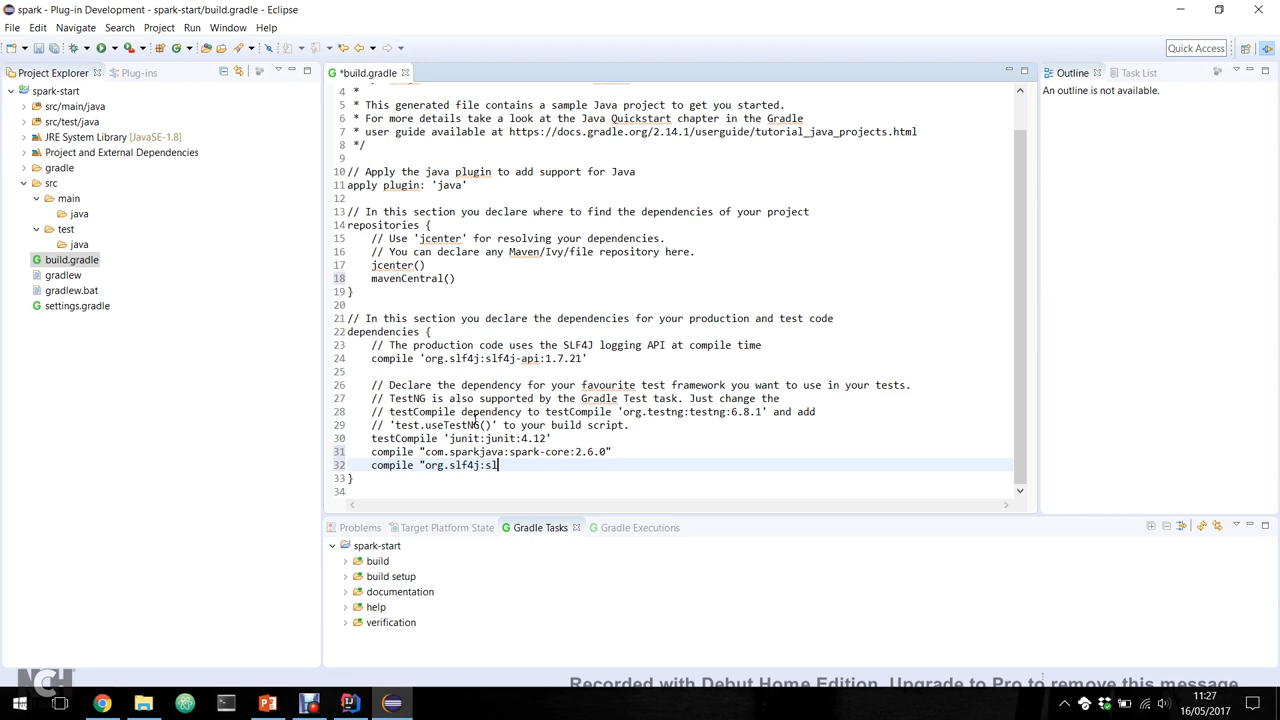 spark - Plug-in Development - spark-start/build.gradle - Eclipse
File Edit Navigate Search Project Run Window Help
Quick Access
Project Explorer Plug-ins
*build.gradle
Outline Task List
An outline is not available.
spark-start
src/main/java
src/test/java
JRE System Library [JavaSE-1.8]
Project and External Dependencies
gradle
src
main
java
test
java
build.gradle
gradlew
gradlew.bat
settings.gradle
4 *
5 * This generated file contains a sample Java project to get you started.
6 * For more details take a look at the Java Quickstart chapter in the Gradle
7 * user guide available at https://docs.gradle.org/2.14.1/userguide/tutorial_java_projects.html
8 */
9
10 // Apply the java plugin to add support for Java
11 apply plugin: 'java'
12
13 // In this section you declare where to find the dependencies of your project
14 repositories {
15 // Use 'jcenter' for resolving your dependencies.
16 // You can declare any Maven/Ivy/file repository here.
17 jcenter()
18 mavenCentral()
19 }
20
21 // In this section you declare the dependencies for your production and test code
22 dependencies {
23 // The production code uses the SLF4J logging API at compile time
24 compile 'org.slf4j:slf4j-api:1.7.21'
25
26 // Declare the dependency for your favourite test framework you want to use in your tests.
27 // TestNG is also supported by the Gradle Test task. Just change the
28 // testCompile dependency to testCompile 'org.testng:testng:6.8.1' and add
29 // 'test.useTestNG()' to your build script.
30 testCompile 'junit:junit:4.12'
31 compile "com.sparkjava:spark-core:2.6.0"
32 compile "org.slf4j:sl
33 }
34
Problems Target Platform State Gradle Tasks Gradle Executions
spark-start
build
build setup
documentation
help
verification
NCH
Recorded with Debut Home Edition. Upgrade to Pro to remove this message
11:27
16/05/2017